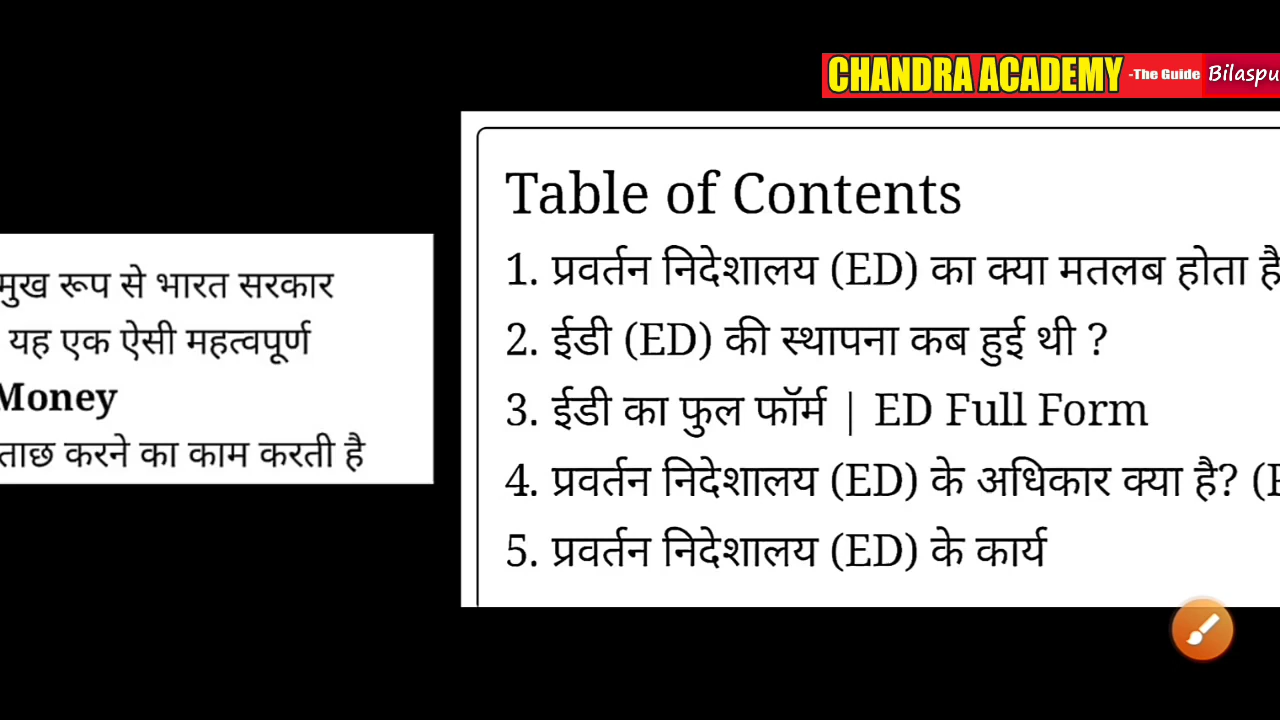 CHANDRA ACADEMY -The Guide Bilaspu
मुख रूप से भारत सरकार
यह एक ऐसी महत्वपूर्ण
Money
ताछ करने का काम करती है
Table of Contents
1. प्रवर्तन निदेशालय (ED) का क्या मतलब होता है
2. ईडी (ED) की स्थापना कब हुई थी ?
3. ईडी का फुल फॉर्म | ED Full Form
4. प्रवर्तन निदेशालय (ED) के अधिकार क्या है? (
5. प्रवर्तन निदेशालय (ED) के कार्य